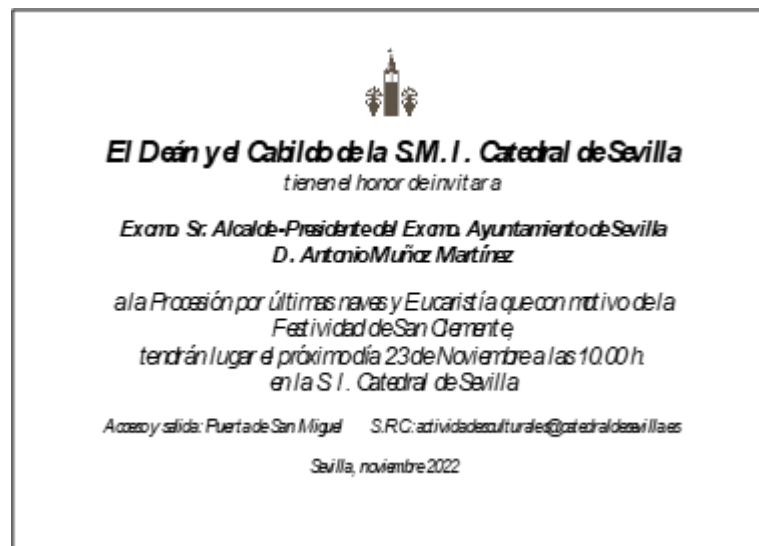 El Deán y el Cabildo de la S.M.I. Catedral de Sevilla
tienen el honor de invitar a
Excmo. Sr. Alcalde-Presidente del Excmo. Ayuntamiento de Sevilla
D. Antonio Muñoz Martínez
a la Procesión por últimas naves y Eucaristía que con motivo de la
Festividad de San Clemente,
tendrán lugar el próximo día 23 de Noviembre a las 10.00 h.
en la S.I. Catedral de Sevilla
Acceso y salida: Puerta de San Miguel S.R.C.: actividadesculturales@catedraldesevilla.es
Sevilla, noviembre 2022